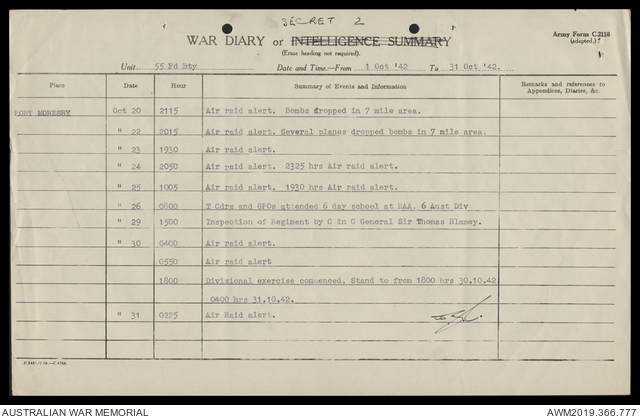 SECRET 2
Army Form C.2118
(adapted.)
WAR DIARY or INTELLIGENCE SUMMARY
(Erase heading not required).
Unit 55 Fd Bty Date and Time.—From 1 Oct '42 To 31 Oct '42.
Place Date Hour Summary of Events and Information Remarks and references to Appendices, Diaries, &c.
PORT MORESBY Oct 20 2115 Air raid alert. Bombs dropped in 7 mile area.
" 22 2015 Air raid alert. Several planes dropped bombs in 7 mile area.
" 23 1930 Air raid alert.
" 24 2050 Air raid alert. 2325 hrs Air raid alert.
" 25 1005 Air raid alert. 1930 hrs Air raid alert.
" 26 0800 T Cdrs and GPOs attended 6 day school at RAA. 6 Aust Div
" 29 1500 Inspection of Regiment by C in C General Sir Thomas Blamey.
" 30 0400 Air raid alert.
0550 Air raid alert
1800 Divisional exercise commenced. Stand to from 1800 hrs 30.10.42
0400 hrs 31.10.42.
" 31 0225 Air Raid alert.
AUSTRALIAN WAR MEMORIAL AWM2019.366.777